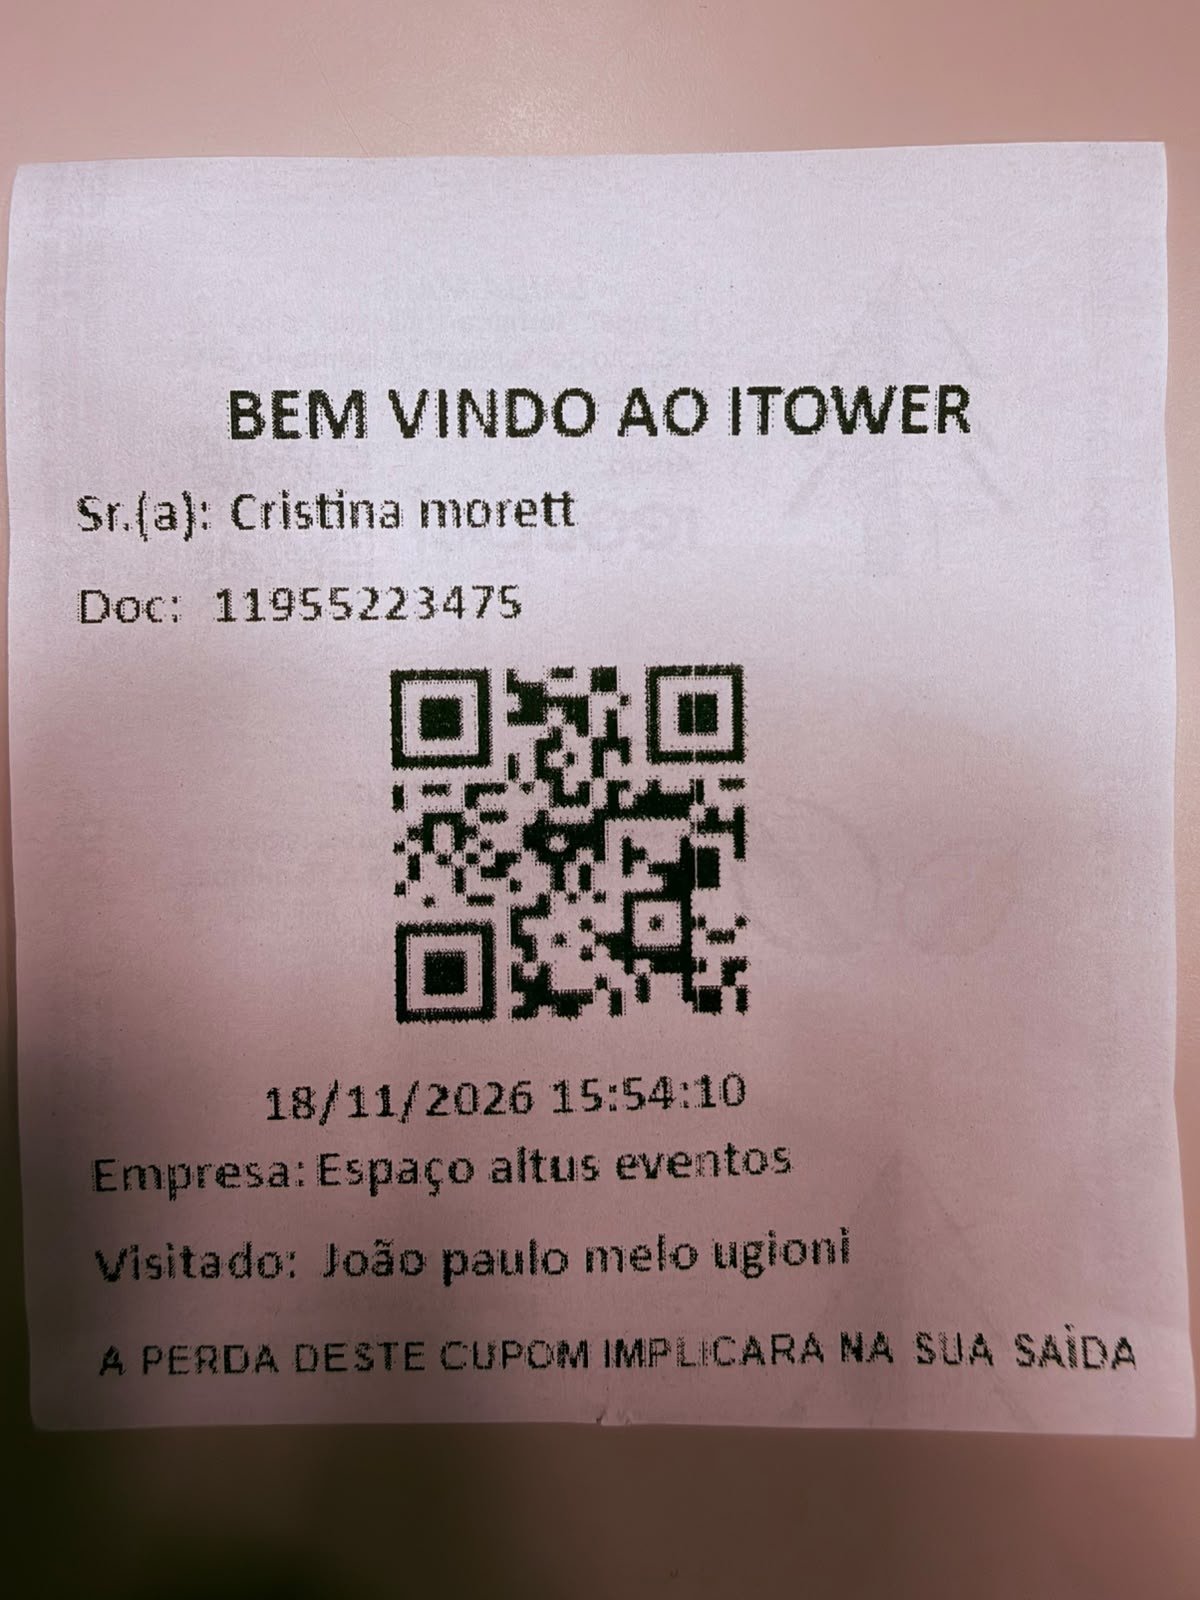 BEM VINDO AO ITOWER
Sr.(a): Cristina morett
Doc: 11955223475
18/11/2026 15:54:10
Empresa: Espaço altus eventos
Visitado: João paulo melo ugioni
A PERDA DESTE CUPOM IMPLICARA NA SUA SAÍDA